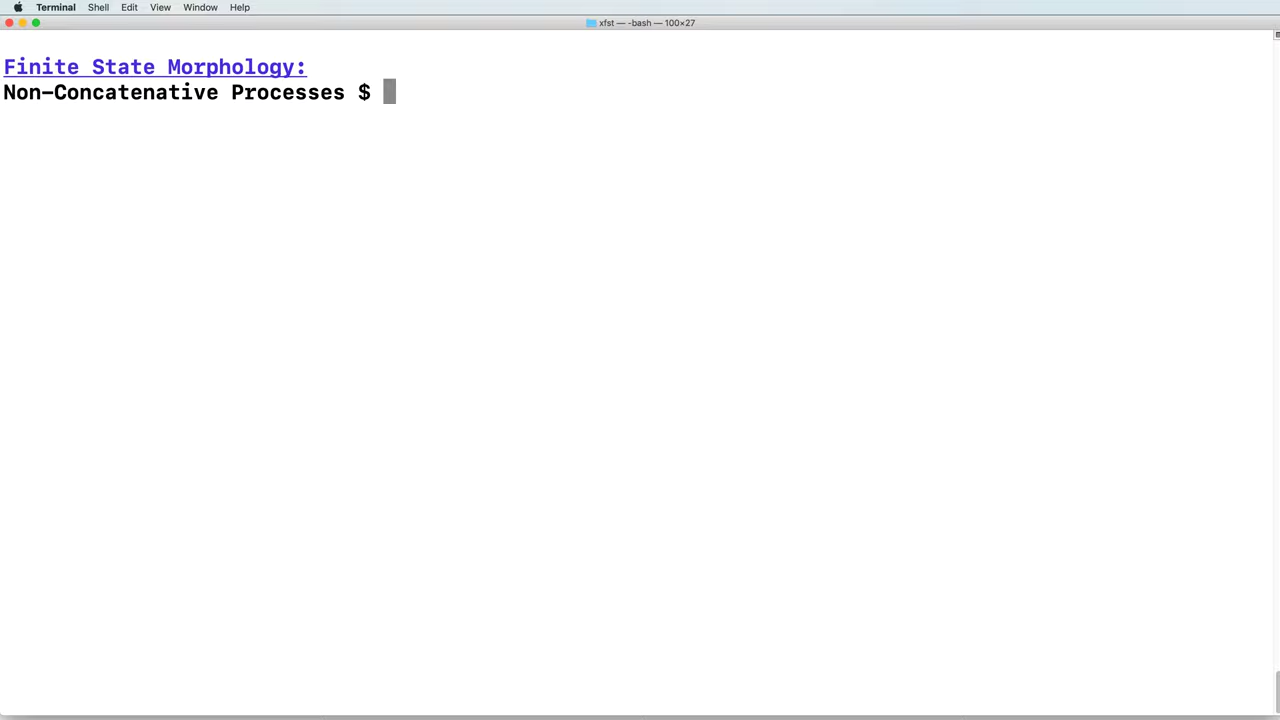 Terminal Shell Edit View Window Help
xfst — -bash — 100×27
Finite State Morphology:
Non-Concatenative Processes $